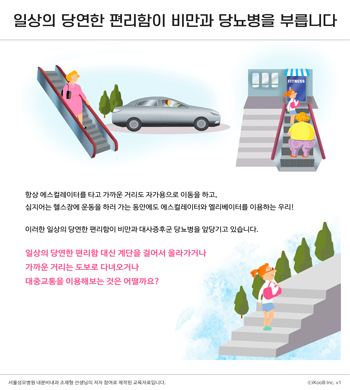 일상의 당연한 편리함이 비만과 당뇨병을 부릅니다
FITNESS
항상 에스컬레이터를 타고 가까운 거리도 자가용으로 이동을 하고,
심지어는 헬스장에 운동을 하러 가는 동안에도 에스컬레이터와 엘리베이터를 이용하는 우리!
이러한 일상의 당연한 편리함이 비만과 대사증후군 당뇨병을 앞당기고 있습니다.
일상의 당연한 편리함 대신 계단을 걸어서 올라가거나
가까운 거리는 도보로 다녀오거나
대중교통을 이용해보는 것은 어떨까요?
서울성모병원 내분비내과 조재형 선생님의 저자 참여로 제작된 교육자료입니다.
ⓒiKooB Inc. v1